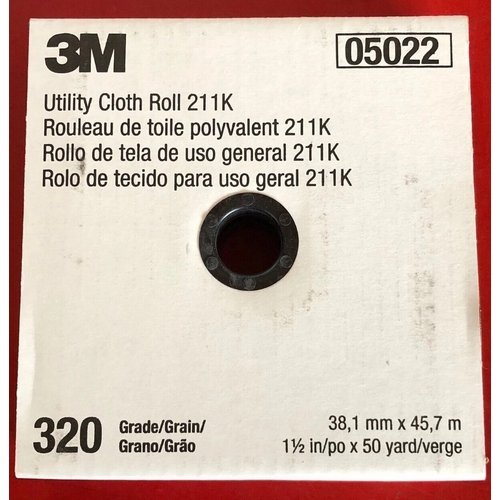 3M 05022
Utility Cloth Roll 211K
Rouleau de toile polyvalent 211K
Rollo de tela de uso general 211K
Rolo de tecido para uso geral 211K
320 Grade/Grain/
Grano/Grão
38,1 mm x 45,7 m
1½ in/po x 50 yard/verge